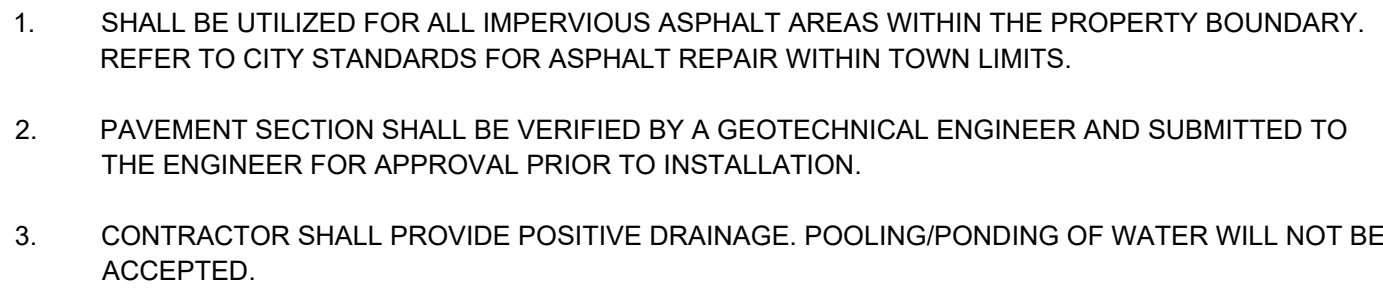 1. SHALL BE UTILIZED FOR ALL IMPERVIOUS ASPHALT AREAS WITHIN THE PROPERTY BOUNDARY.
REFER TO CITY STANDARDS FOR ASPHALT REPAIR WITHIN TOWN LIMITS.
2. PAVEMENT SECTION SHALL BE VERIFIED BY A GEOTECHNICAL ENGINEER AND SUBMITTED TO
THE ENGINEER FOR APPROVAL PRIOR TO INSTALLATION.
3. CONTRACTOR SHALL PROVIDE POSITIVE DRAINAGE. POOLING/PONDING OF WATER WILL NOT BE
ACCEPTED.